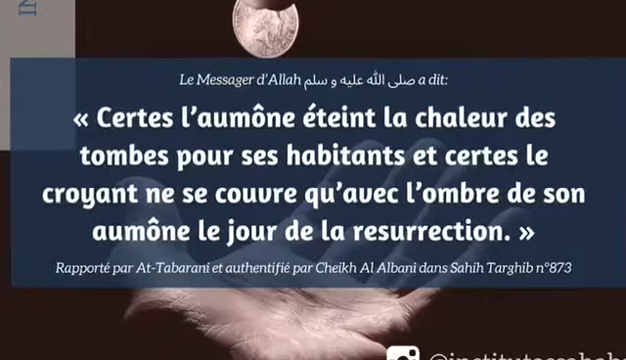 IN
Le Messager d'Allah صلى الله عليه و سلم a dit:
« Certes l'aumône éteint la chaleur des
tombes pour ses habitants et certes le
croyant ne se couvre qu'avec l'ombre de son
aumône le jour de la resurrection. »
Rapporté par At-Tabarani et authentifié par Cheikh Al Albani dans Sahih Targhib n°873